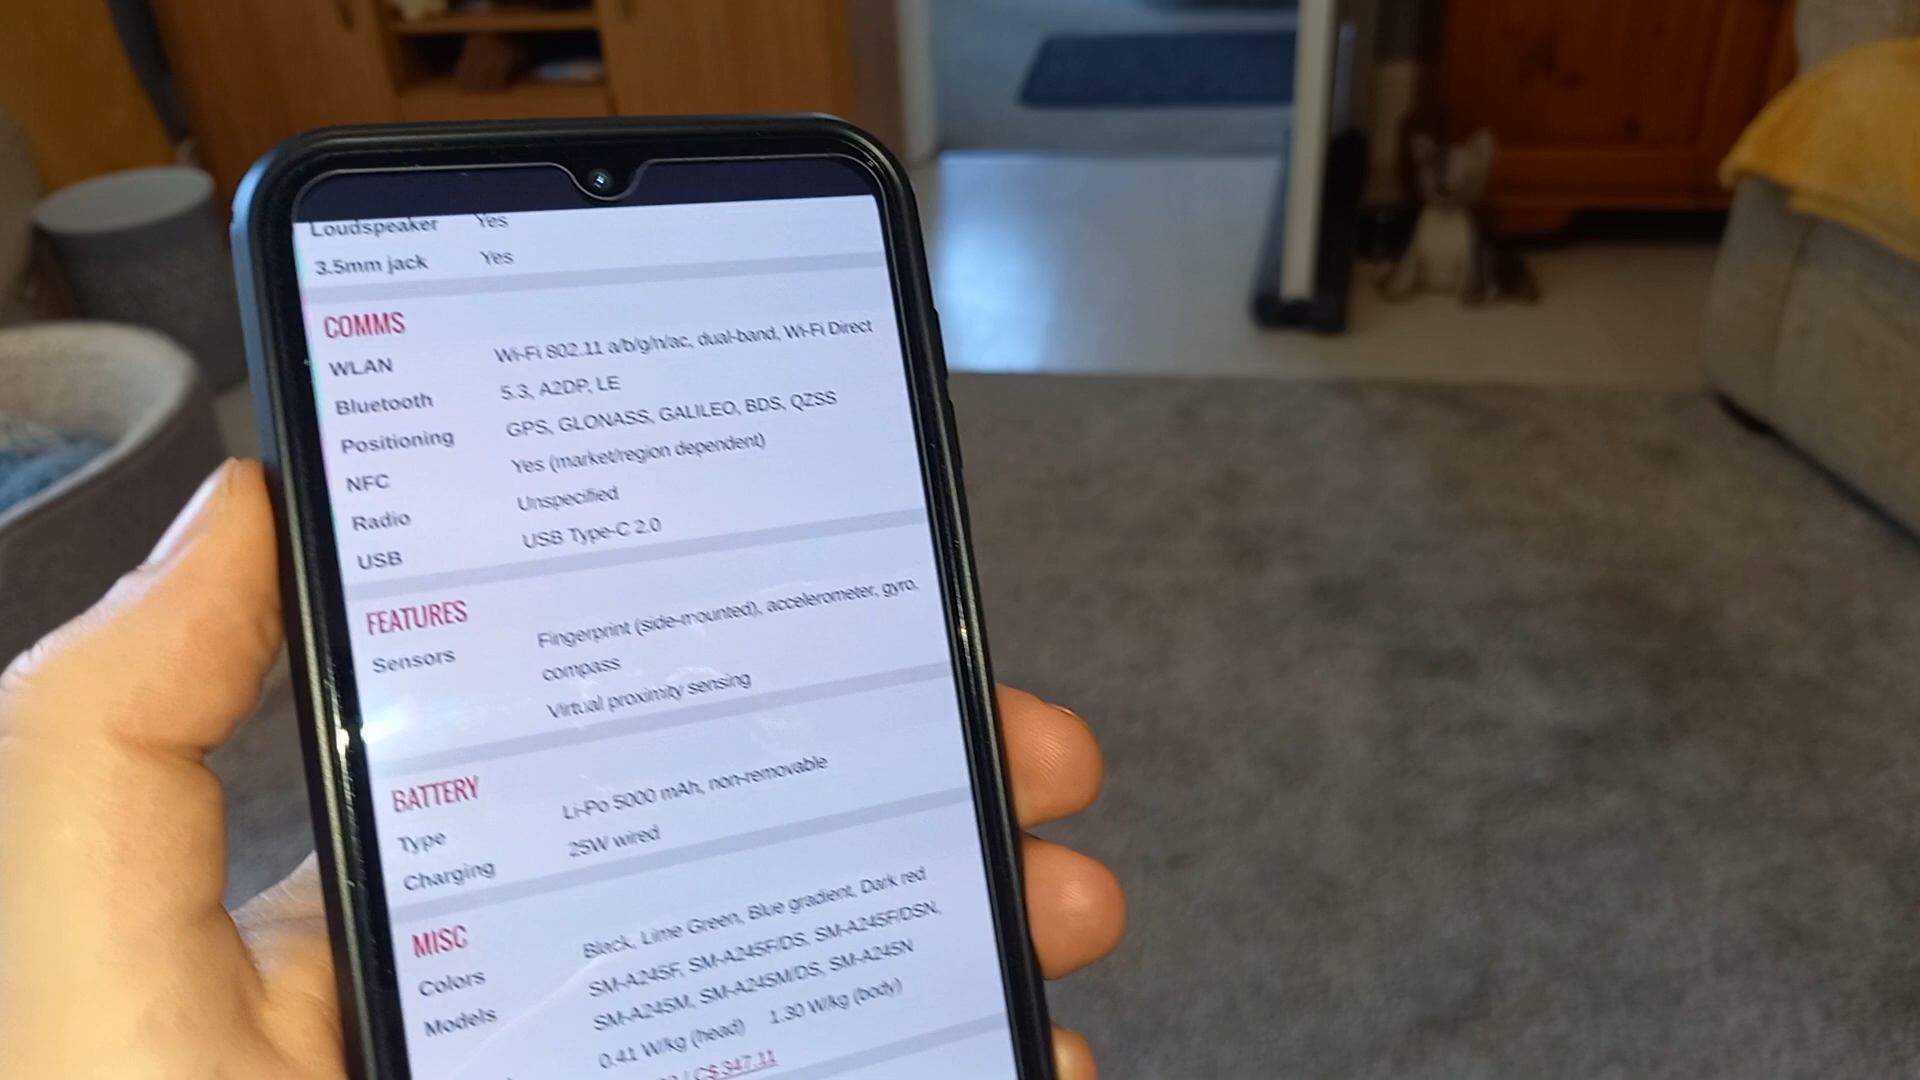 Loudspeaker Yes
3.5mm jack Yes
COMMS
WLAN Wi-Fi 802.11 a/b/g/n/ac, dual-band, Wi-Fi Direct
Bluetooth 5.3, A2DP, LE
Positioning GPS, GLONASS, GALILEO, BDS, QZSS
NFC Yes (market/region dependent)
Radio Unspecified
USB USB Type-C 2.0
FEATURES
Sensors Fingerprint (side-mounted), accelerometer, gyro,
compass
Virtual proximity sensing
BATTERY
Type Li-Po 5000 mAh, non-removable
Charging 25W wired
MISC
Colors Black, Lime Green, Blue gradient, Dark red
Models SM-A245F, SM-A245F/DS, SM-A245F/DSN,
SM-A245M, SM-A245M/DS, SM-A245N
0.41 W/kg (head) 1.30 W/kg (body)
/ C$ 347.11